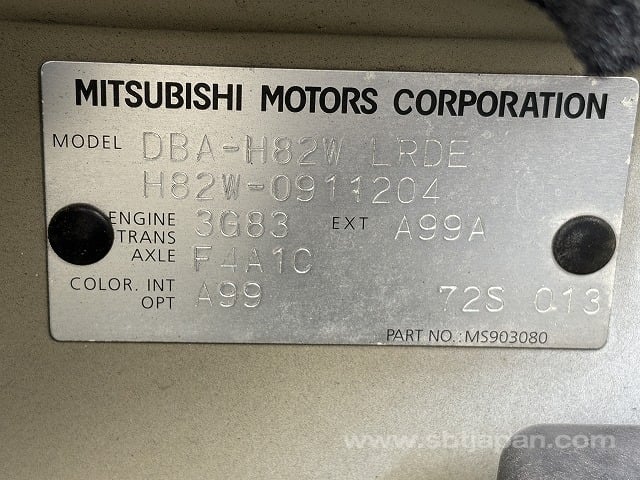 MITSUBISHI MOTORS CORPORATION
MODEL DBA-H82W LRDE
H82W-0911204
ENGINE 3G83 EXT A99A
TRANS
AXLE F4A1C
COLOR. INT A99
OPT 72S 013
PART NO.: MS903080
www.sbtjapan.com